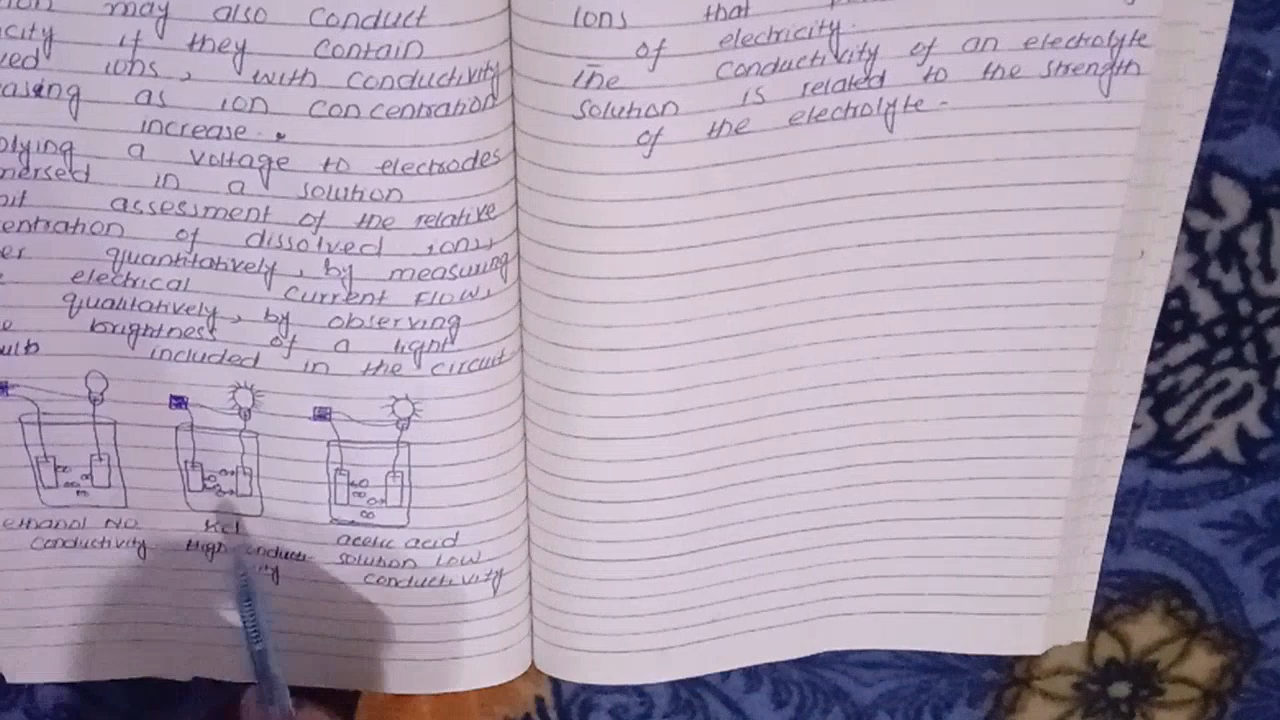 may also conduct
if they contain
ions, with conductivity
as ion concentration
increase.
a voltage to electrodes
in a solution
assessment of the relative
of dissolved ions,
quantitatively, by measuring
electrical current flow,
qualitatively, by observing
brightness of a light
included in the circuit
ethanol No
conductivity
KCl
High
acetic acid
solution low
conductivity
Ions that
of electricity.
The conductivity of an electrolyte
solution is related to the strength
of the electrolyte.